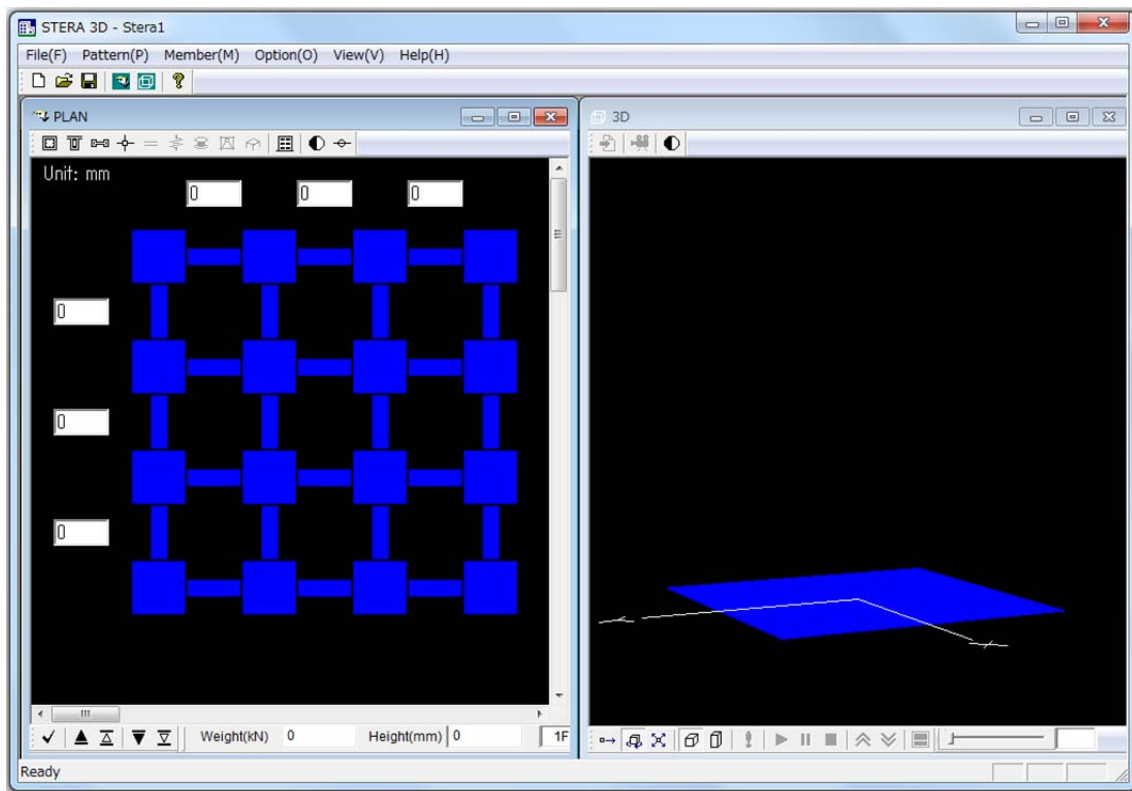 STERA 3D - Stera1
File(F) Pattern(P) Member(M) Option(O) View(V) Help(H)
PLAN
3D
Unit: mm
0 0 0
0
0
0
Weight(kN) 0 Height(mm) 0 1F
Ready